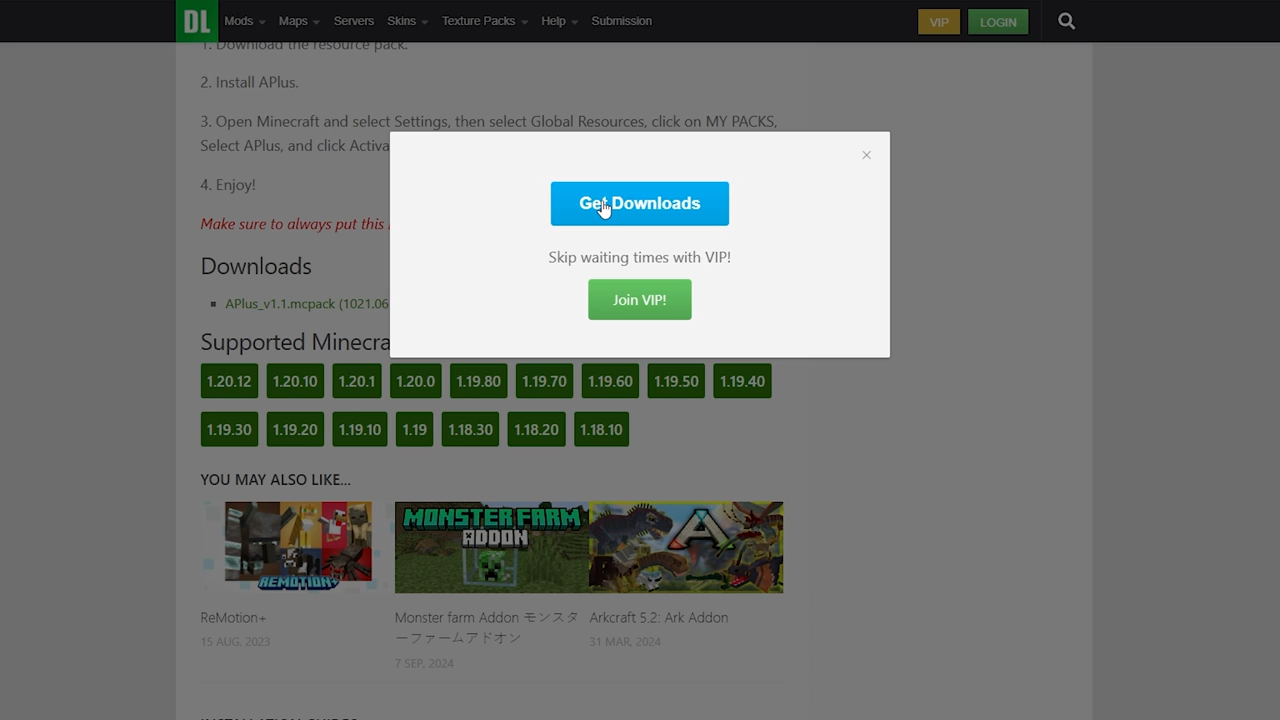 DL Mods Maps Servers Skins Texture Packs Help Submission VIP LOGIN
1. Download the resource pack.
2. Install APlus.
3. Open Minecraft and select Settings, then select Global Resources, click on MY PACKS,
Select APlus, and click Activa
4. Enjoy!
Make sure to always put this
×
Get Downloads
Skip waiting times with VIP!
Join VIP!
Downloads
APlus_v1.1.mcpack (1021.06
Supported Minecra
1.20.12 1.20.10 1.20.1 1.20.0 1.19.80 1.19.70 1.19.60 1.19.50 1.19.40
1.19.30 1.19.20 1.19.10 1.19 1.18.30 1.18.20 1.18.10
YOU MAY ALSO LIKE...
REMOTION+
MONSTER FARM
ADDON
A
ReMotion+
15 AUG, 2023
Monster farm Addon モンスタ
ーファームアドオン
7 SEP, 2024
Arkcraft 5.2: Ark Addon
31 MAR, 2024